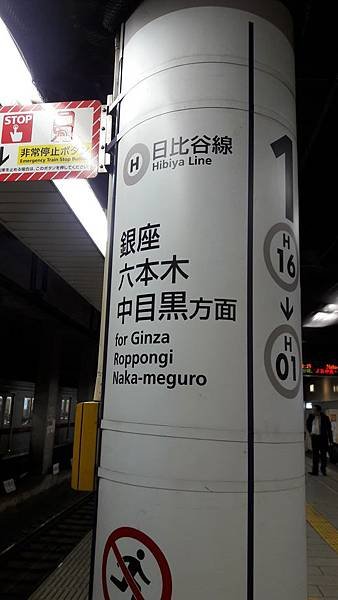 STOP
非常停止ボタン
Emergency Train Stop Button
H 日比谷線
Hibiya Line
1
銀座
六本木
中目黒方面
for Ginza
Roppongi
Naka-meguro
H
16
H
01